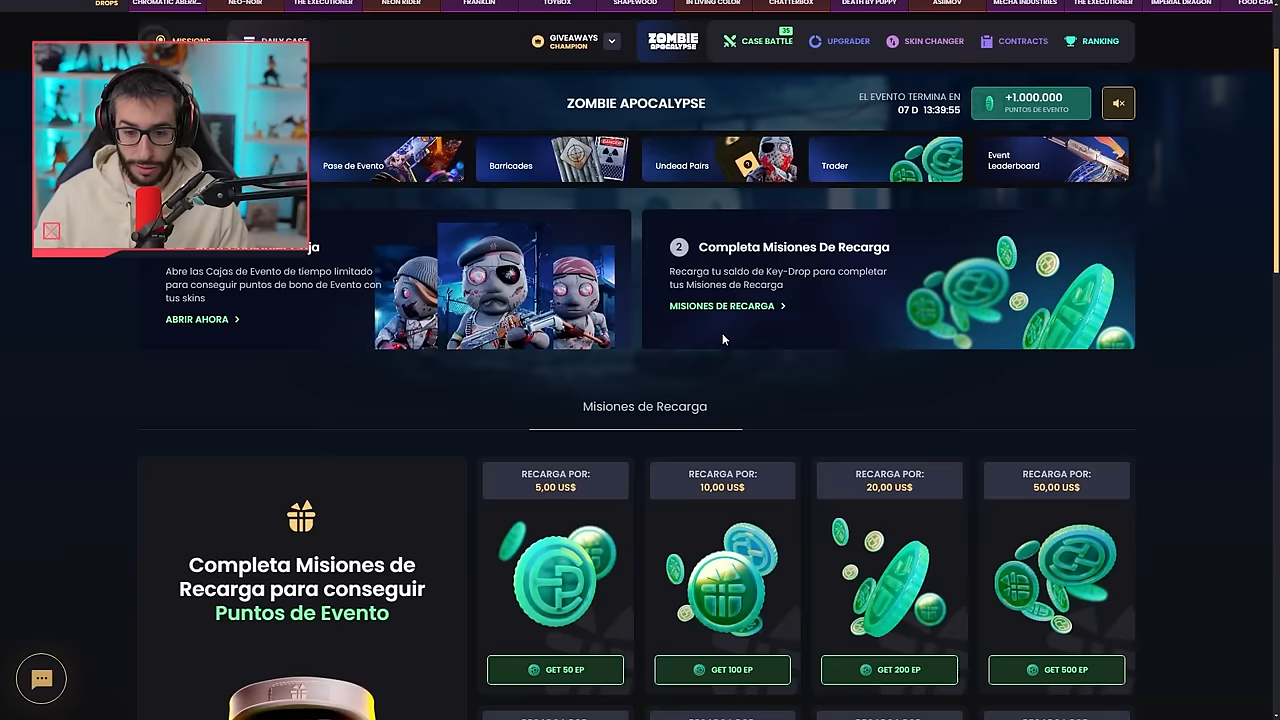 DROPS
CHROMATIC ABERR...
NEO-NOIR
THE EXECUTIONER
NEON RIDER
FRANKLIN
TOYBOX
SHAPEWOOD
IN LIVING COLOR
CHATTERBOX
DEATH BY PUPPY
ASIIMOV
MECHA INDUSTRIES
THE EXECUTIONER
IMPERIAL DRAGON
FOOD CHA
MISSIONS
DAILY CASE
GIVEAWAYS
CHAMPION
ZOMBIE
APOCALYPSE
35
CASE BATTLE
UPGRADER
SKIN CHANGER
CONTRACTS
RANKING
ZOMBIE APOCALYPSE
EL EVENTO TERMINA EN
07 D 13:39:55
+1.000.000
PUNTOS DE EVENTO
Pase de Evento
Barricades
Undead Pairs
Trader
Event
Leaderboard
ja
Abre las Cajas de Evento de tiempo limitado
para conseguir puntos de bono de Evento con
tus skins
ABRIR AHORA >
2 Completa Misiones De Recarga
Recarga tu saldo de Key-Drop para completar
tus Misiones de Recarga
MISIONES DE RECARGA >
Misiones de Recarga
Completa Misiones de
Recarga para conseguir
Puntos de Evento
RECARGA POR:
5,00 US$
GET 50 EP
RECARGA POR:
10,00 US$
GET 100 EP
RECARGA POR:
20,00 US$
GET 200 EP
RECARGA POR:
50,00 US$
GET 500 EP